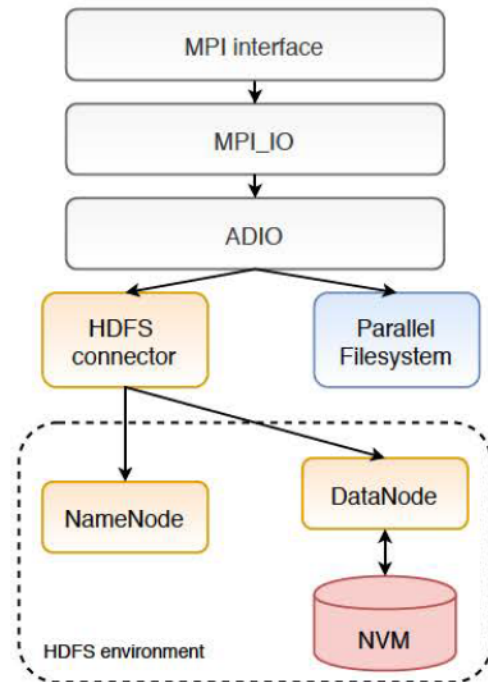 MPI interface
MPI_IO
ADIO
HDFS
connector
Parallel
Filesystem
NameNode
DataNode
NVM
HDFS environment